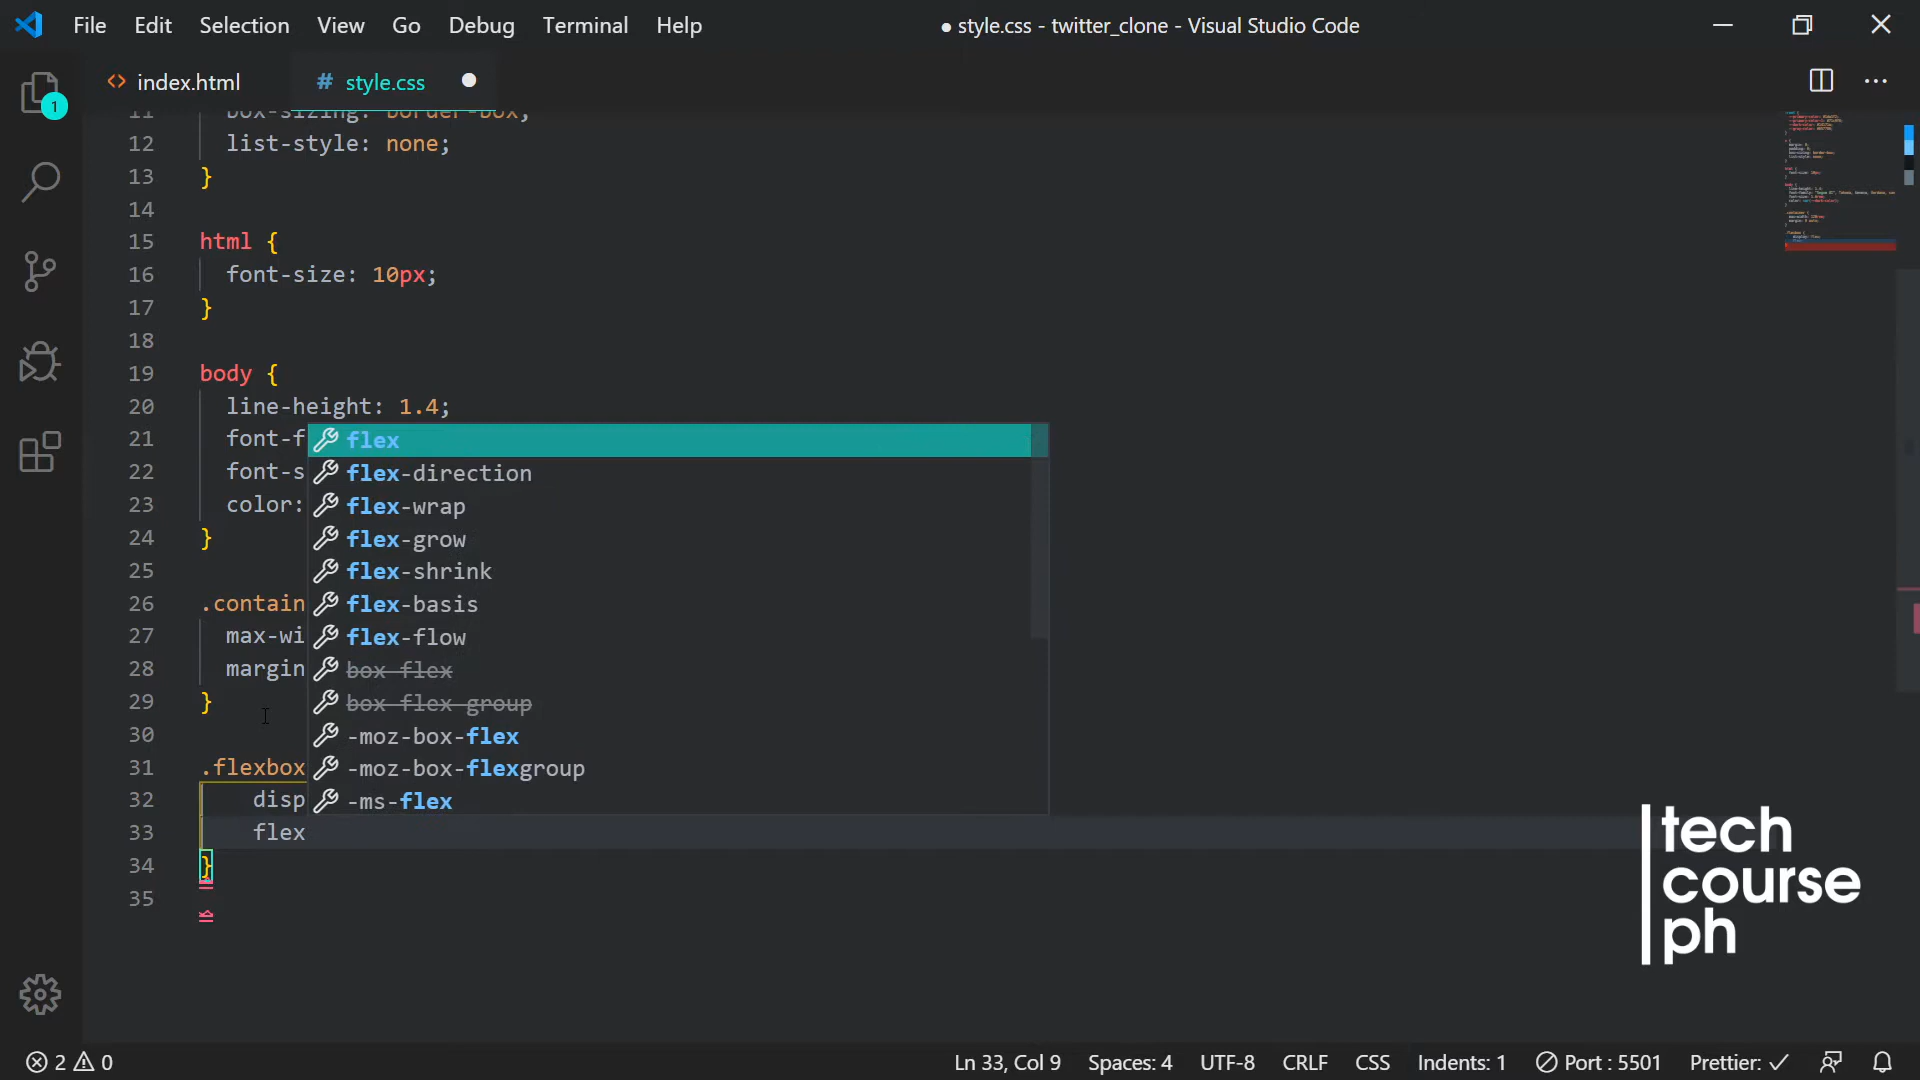 File Edit Selection View Go Debug Terminal Help ● style.css - twitter_clone - Visual Studio Code
1
<> index.html # style.css
11 box-sizing: border-box;
12 list-style: none;
13 }
14
15 html {
16 font-size: 10px;
17 }
18
19 body {
20 line-height: 1.4;
21 font-f
22 font-s
23 color:
24 }
25
26 .contain
27 max-wi
28 margin
29 }
30
31 .flexbox
32 disp
33 flex
34 }
35
flex
flex-direction
flex-wrap
flex-grow
flex-shrink
flex-basis
flex-flow
box-flex
box-flex-group
-moz-box-flex
-moz-box-flexgroup
-ms-flex
tech
course
ph
2 0 Ln 33, Col 9 Spaces: 4 UTF-8 CRLF CSS Indents: 1 Port : 5501 Prettier: ✓